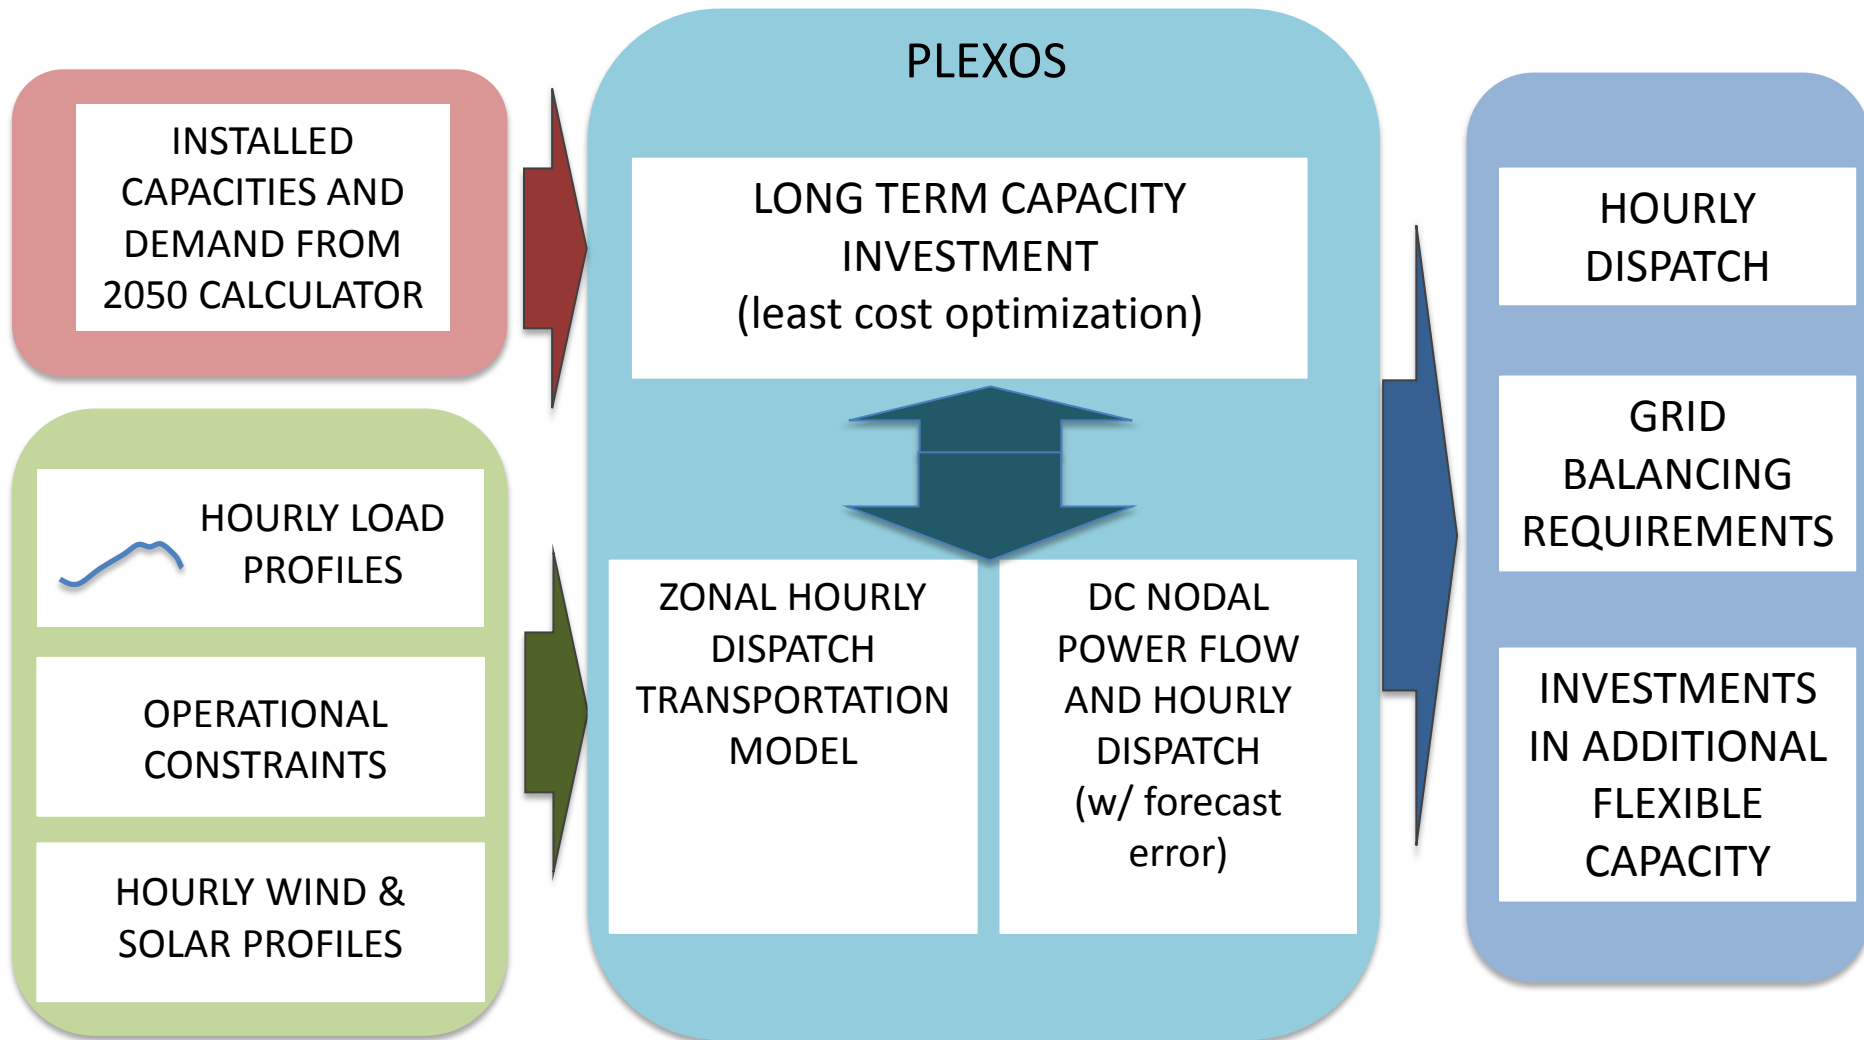 INSTALLED
CAPACITIES AND
DEMAND FROM
2050 CALCULATOR
HOURLY LOAD
PROFILES
OPERATIONAL
CONSTRAINTS
HOURLY WIND &
SOLAR PROFILES
PLEXOS
LONG TERM CAPACITY
INVESTMENT
(least cost optimization)
ZONAL HOURLY
DISPATCH
TRANSPORTATION
MODEL
DC NODAL
POWER FLOW
AND HOURLY
DISPATCH
(w/ forecast
error)
HOURLY
DISPATCH
GRID
BALANCING
REQUIREMENTS
INVESTMENTS
IN ADDITIONAL
FLEXIBLE
CAPACITY